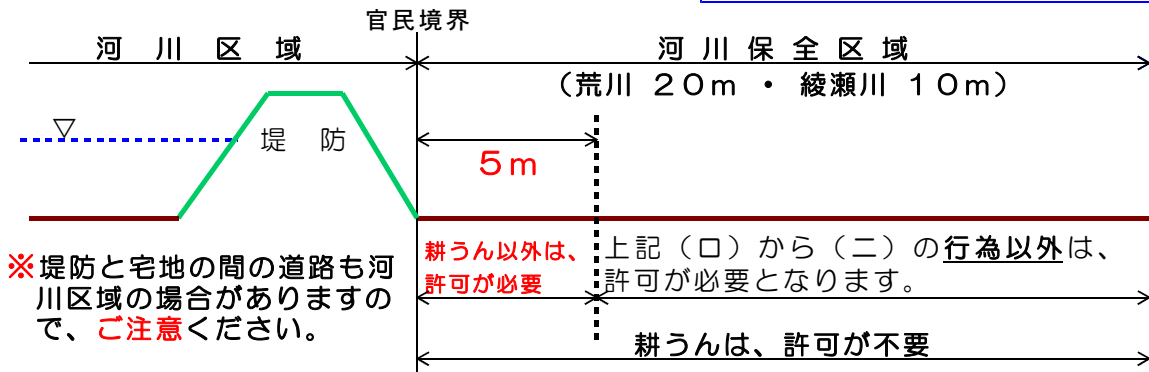 官民境界
河川区域
河川保全区域
（荒川 20m ・ 綾瀬川 10m）
▽
堤 防
5m
耕うん以外は、
許可が必要
上記（ロ）から（ニ）の行為以外は、
許可が必要となります。
※堤防と宅地の間の道路も河
川区域の場合がありますの
で、ご注意ください。
耕うんは、許可が不要